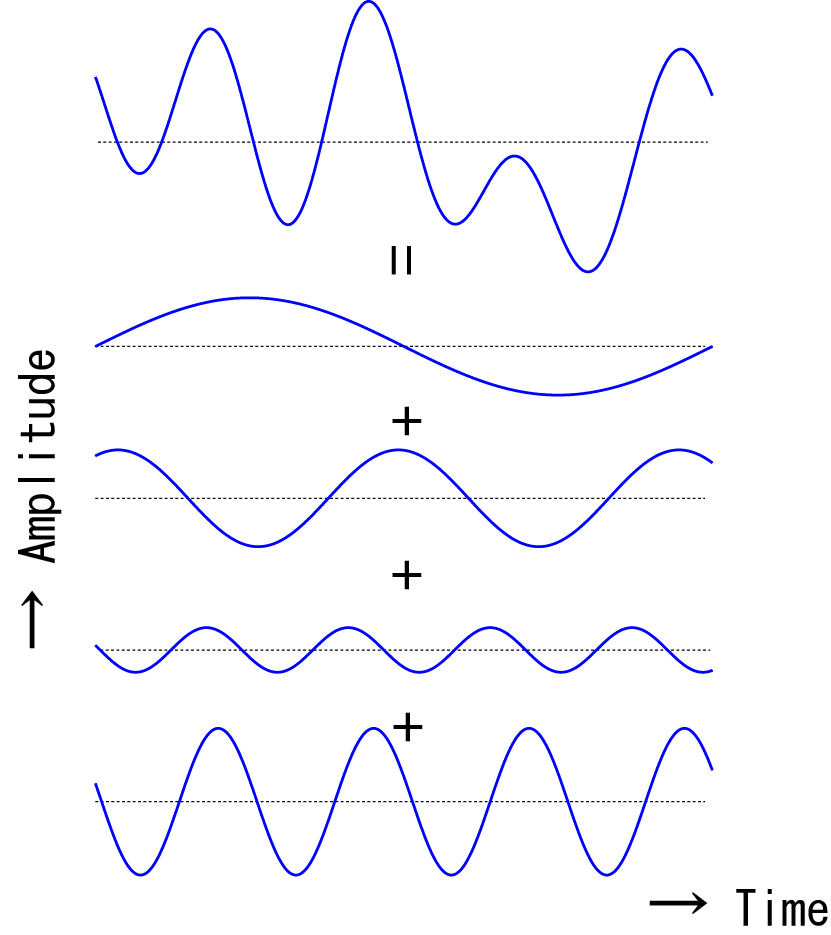 =
+
+
+
Amplitude
→
→ Time